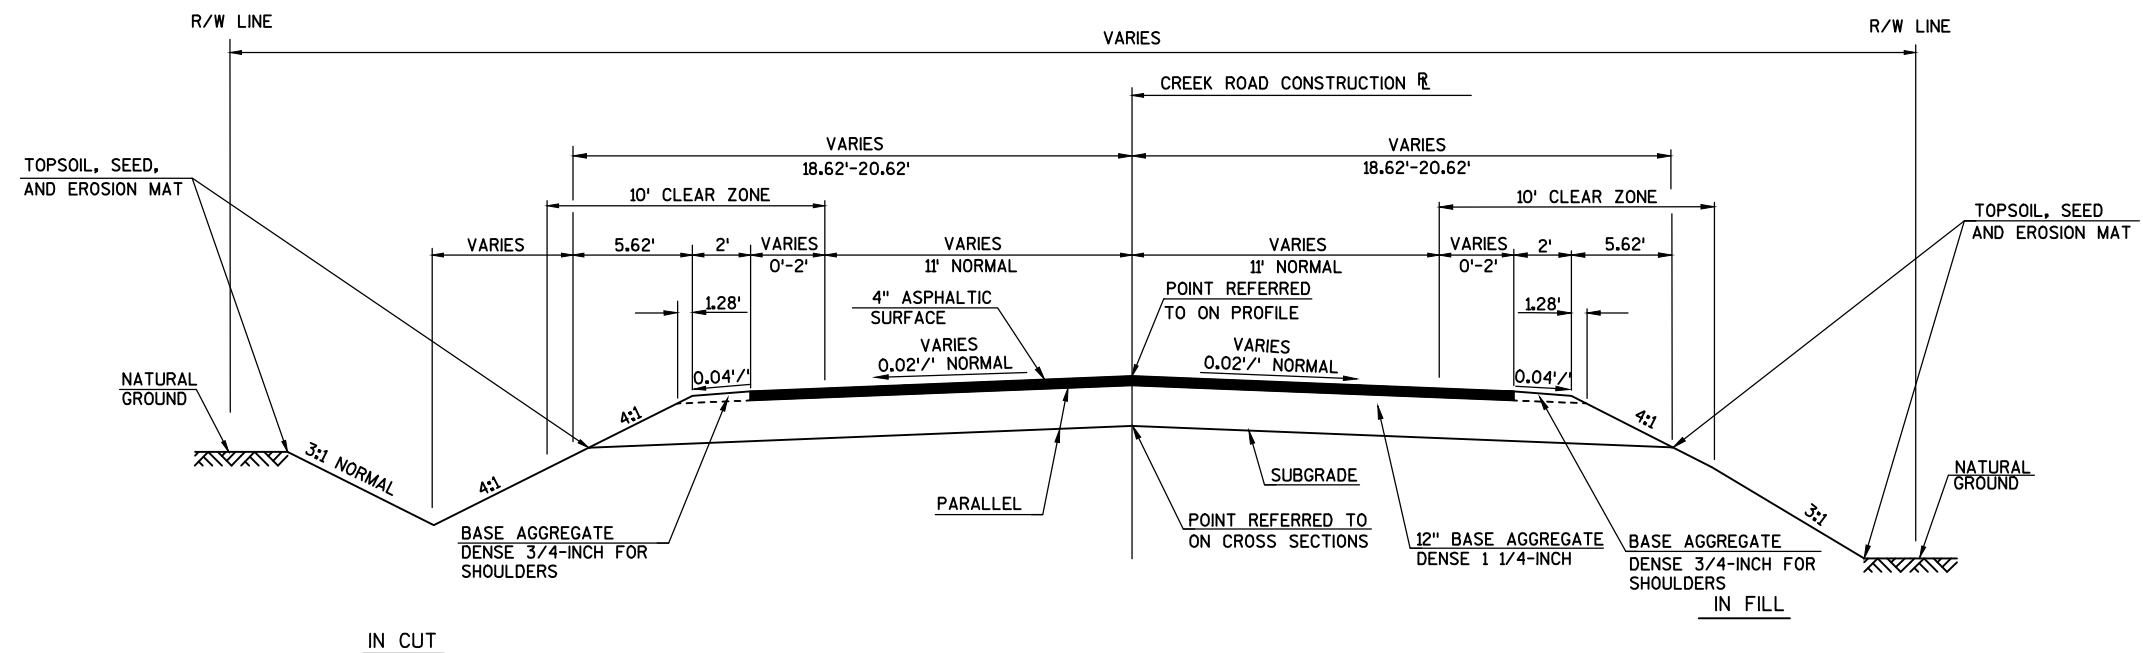 R/W LINE
R/W LINE
VARIES
CREEK ROAD CONSTRUCTION R/L
VARIES
18.62'-20.62'
VARIES
18.62'-20.62'
TOPSOIL, SEED,
AND EROSION MAT
10' CLEAR ZONE
10' CLEAR ZONE
TOPSOIL, SEED
AND EROSION MAT
VARIES
5.62'
2'
VARIES
0'-2'
VARIES
11' NORMAL
VARIES
11' NORMAL
VARIES
0'-2'
2'
5.62'
1.28'
4" ASPHALTIC
SURFACE
POINT REFERRED
TO ON PROFILE
1.28'
VARIES
0.02'/' NORMAL
VARIES
0.02'/' NORMAL
0.04'/'
0.04'/'
NATURAL
GROUND
4:1
4:1
3:1 NORMAL
4:1
SUBGRADE
NATURAL
GROUND
PARALLEL
3:1
POINT REFERRED TO
ON CROSS SECTIONS
BASE AGGREGATE
DENSE 3/4-INCH FOR
SHOULDERS
12" BASE AGGREGATE
DENSE 1 1/4-INCH
BASE AGGREGATE
DENSE 3/4-INCH FOR
SHOULDERS
IN FILL
IN CUT